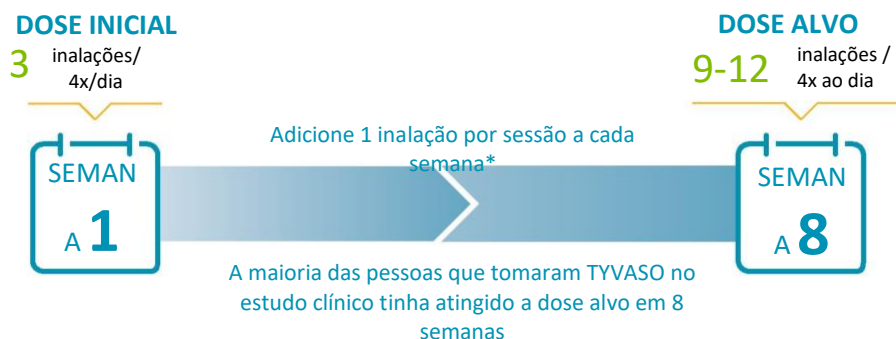 DOSE INICIAL
3 inalações/
4x/dia
DOSE ALVO
9-12 inalações /
4x ao dia
SEMAN
A 1
Adicione 1 inalação por sessão a cada
semana*
SEMAN
A 8
A maioria das pessoas que tomaram TYVASO no
estudo clínico tinha atingido a dose alvo em 8
semanas